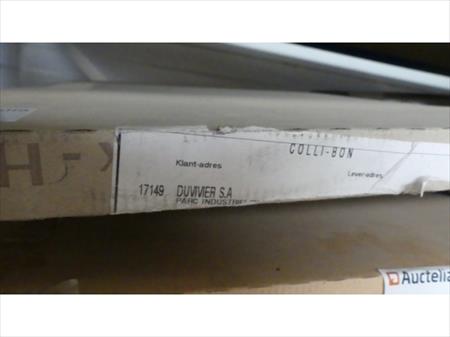 COLLI-BON
Klant-adres
Lever-adres
17149 DUVIVIER S.A
PARC INDUSTRIEL
H-X
Auctelia